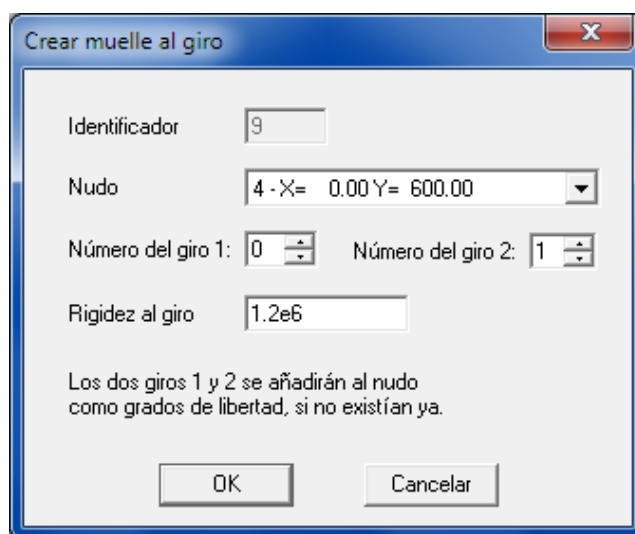 Crear muelle al giro
Identificador 9
Nudo 4 - X= 0.00 Y= 600.00
Número del giro 1: 0 Número del giro 2: 1
Rigidez al giro 1.2e6
Los dos giros 1 y 2 se añadirán al nudo
como grados de libertad, si no existían ya.
OK Cancelar